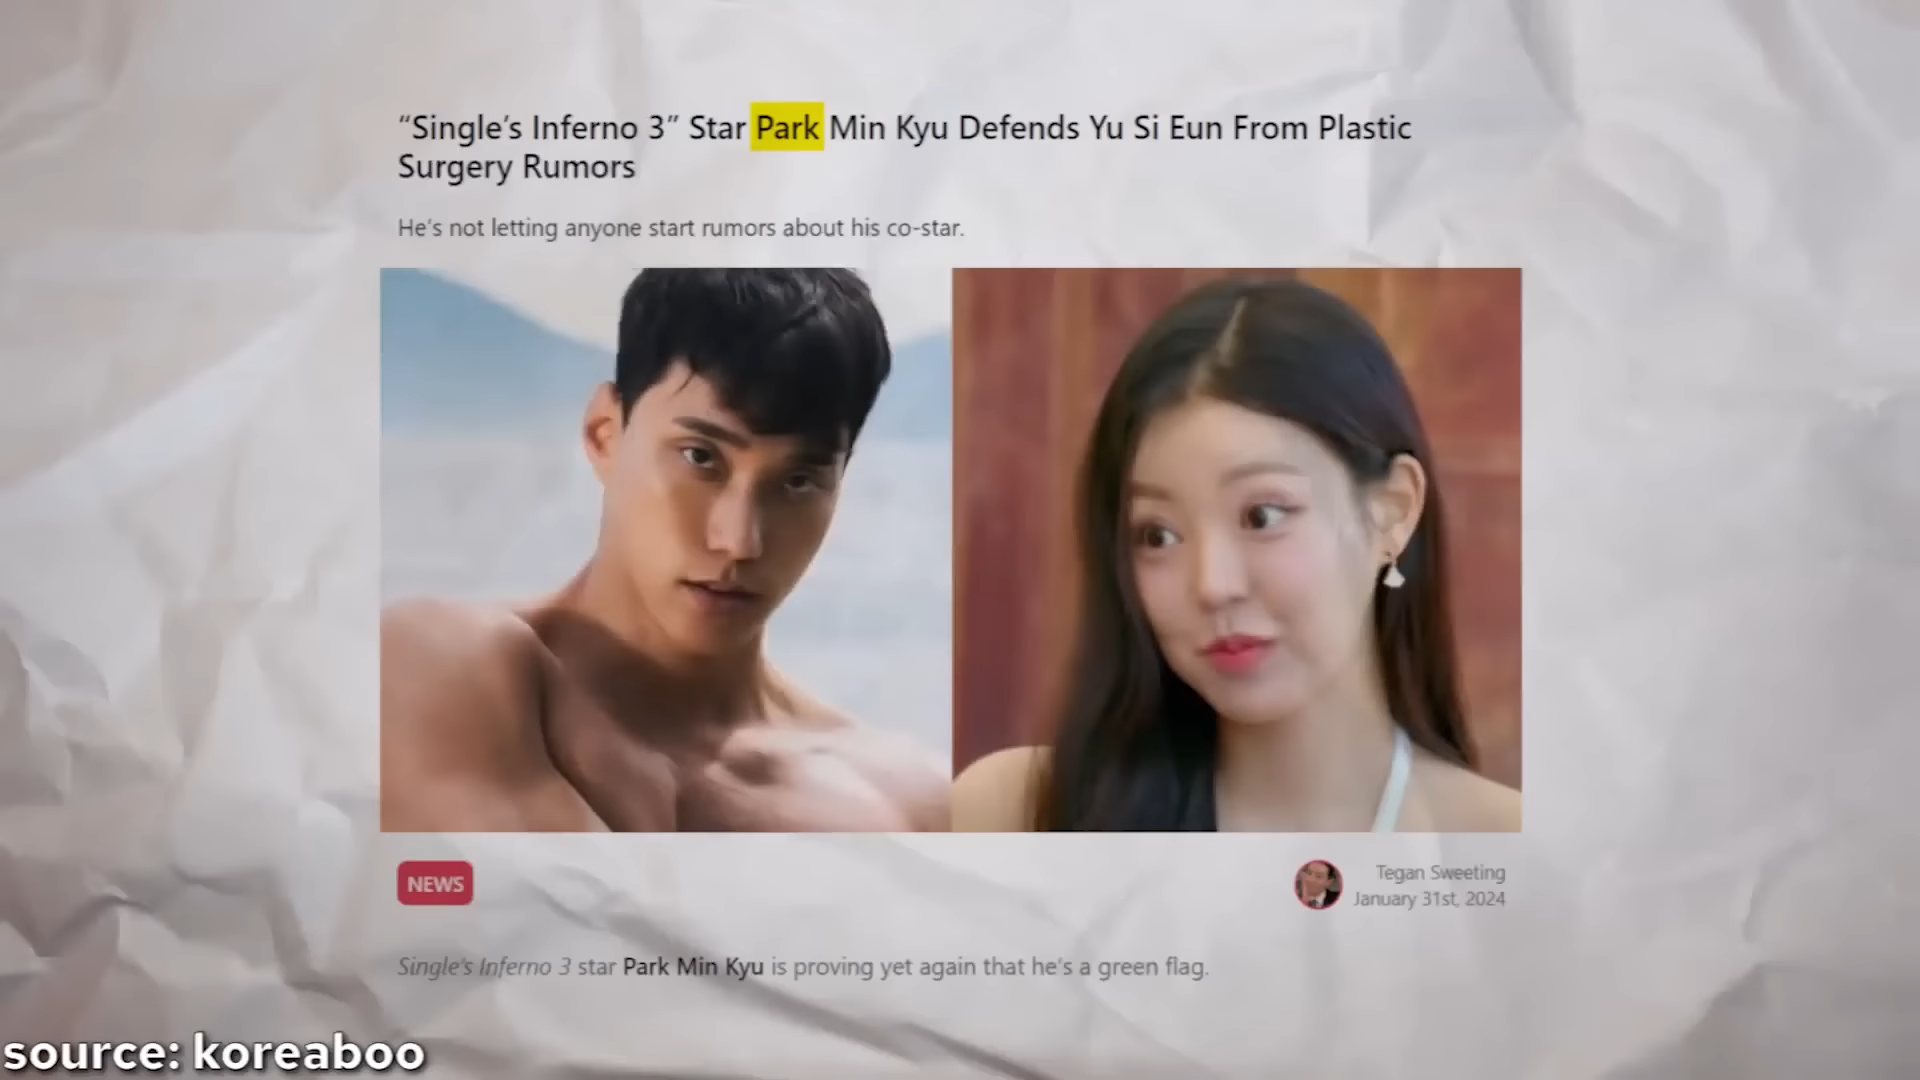 “Single’s Inferno 3” Star Park Min Kyu Defends Yu Si Eun From Plastic
Surgery Rumors
He's not letting anyone start rumors about his co-star.
NEWS
Tegan Sweeting
January 31st, 2024
Single's Inferno 3 star Park Min Kyu is proving yet again that he's a green flag.
source: koreaboo